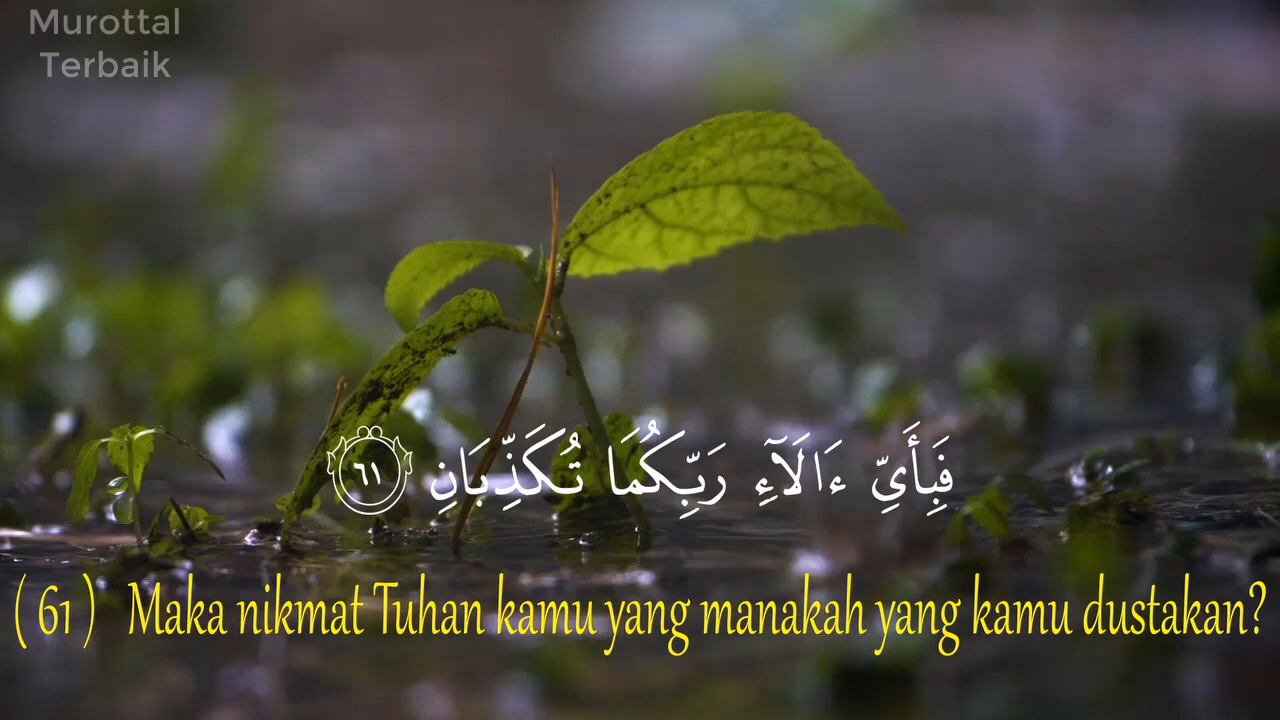 Murottal
Terbaik
فَبِأَيِّ ءَالَآءِ رَبِّكُمَا تُكَذِّبَانِ ٦١
( 61 ) Maka nikmat Tuhan kamu yang manakah yang kamu dustakan?